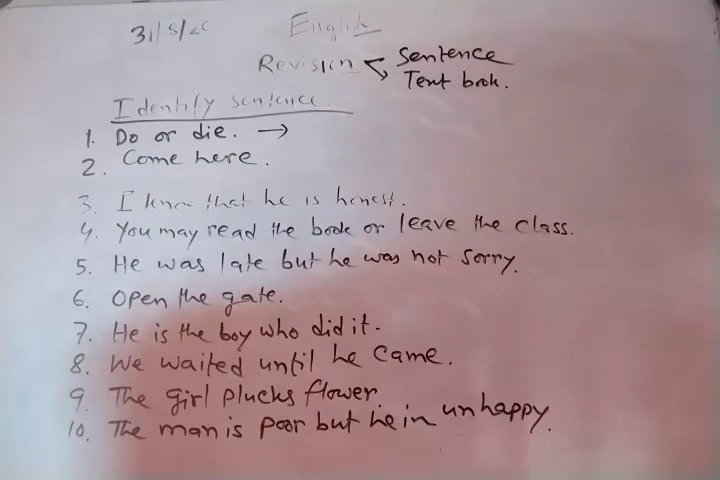 31/5/26
English
Revision < Sentence
Text book.
Identify sentence
1. Do or die. →
2. Come here.
3. I know that he is honest.
4. You may read the book or leave the class.
5. He was late but he was not sorry.
6. Open the gate.
7. He is the boy who did it.
8. We waited until he came.
9. The girl plucks flower.
10. The man is poor but he in unhappy.